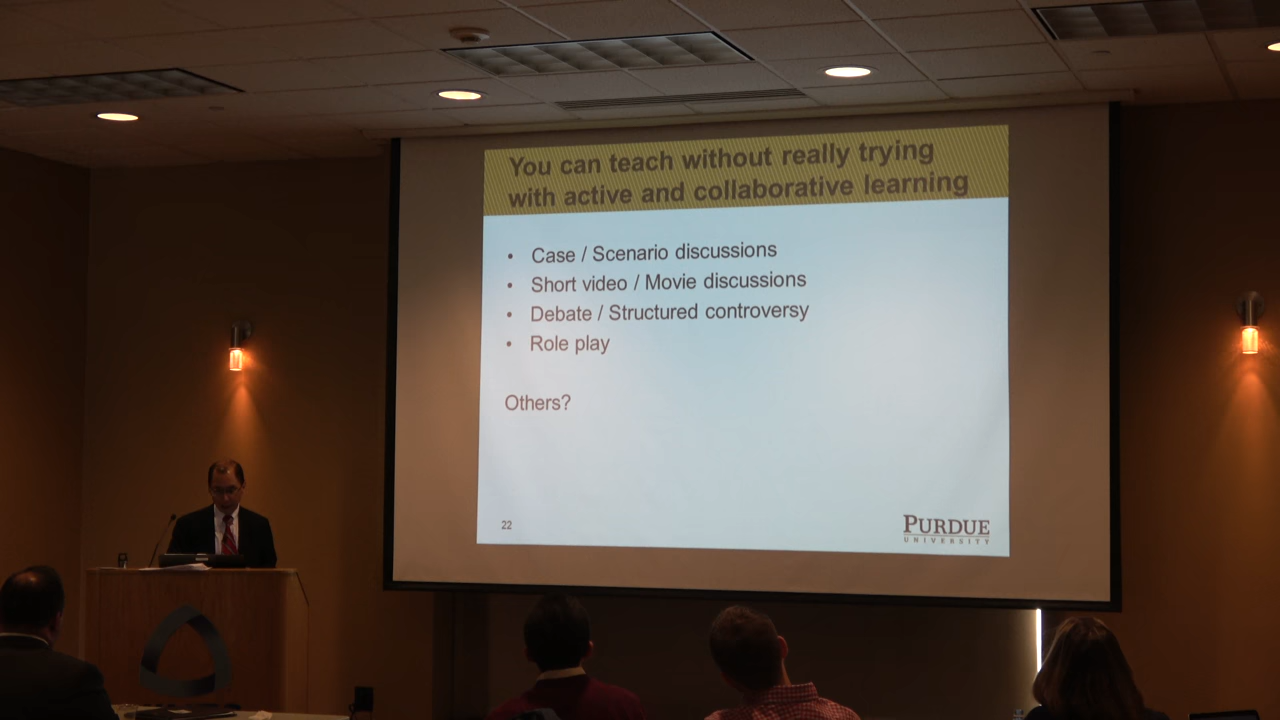 You can teach without really trying
with active and collaborative learning
• Case / Scenario discussions
• Short video / Movie discussions
• Debate / Structured controversy
• Role play
Others?
22
PURDUE
UNIVERSITY